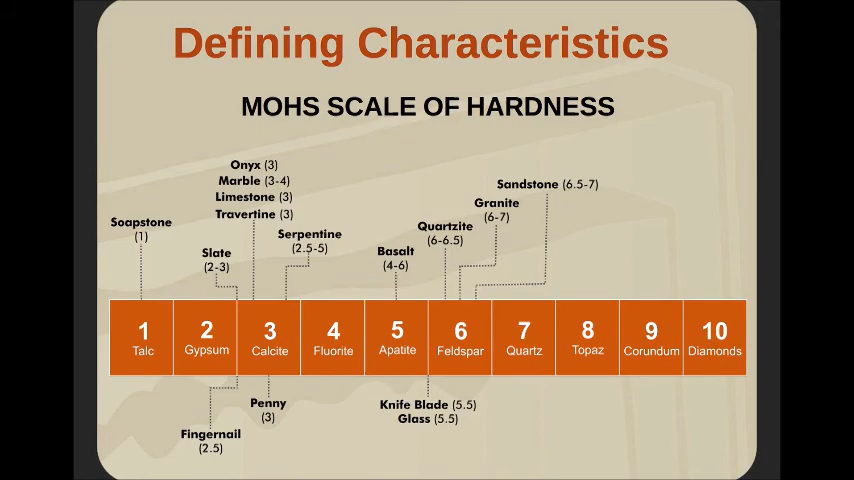 Defining Characteristics
MOHS SCALE OF HARDNESS
Onyx (3)
Marble (3-4)
Limestone (3)
Travertine (3)
Sandstone (6.5-7)
Granite
(6-7)
Soapstone
(1)
Quartzite
(6-6.5)
Serpentine
(2.5-5)
Slate
(2-3)
Basalt
(4-6)
1
Talc
2
Gypsum
3
Calcite
4
Fluorite
5
Apatite
6
Feldspar
7
Quartz
8
Topaz
9
Corundum
10
Diamonds
Penny
(3)
Knife Blade (5.5)
Glass (5.5)
Fingernail
(2.5)